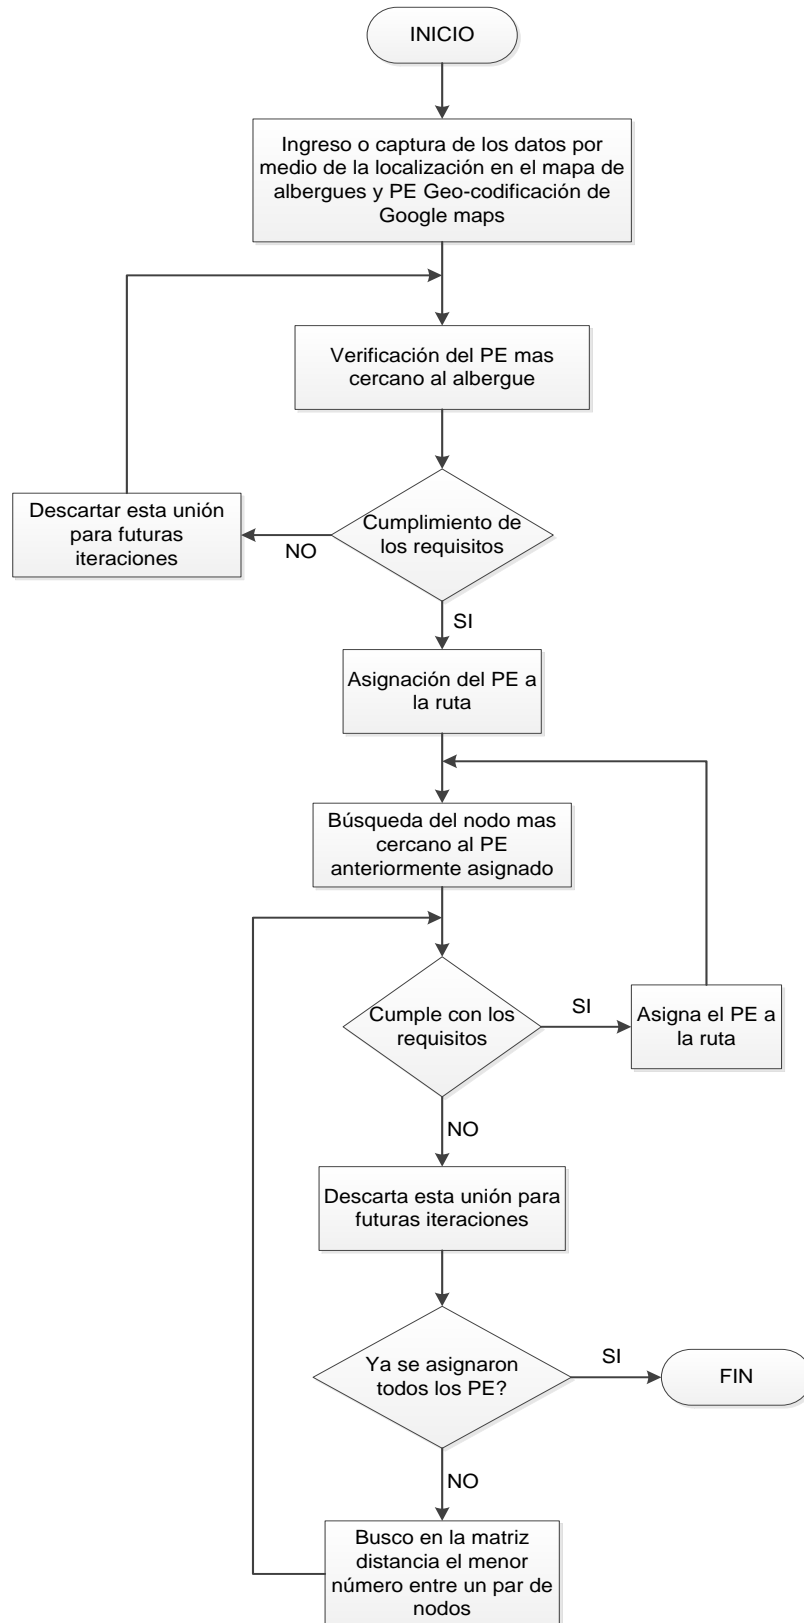 INICIO
Ingreso o captura de los datos por
medio de la localización en el mapa de
albergues y PE Geo-codificación de
Google maps
Verificación del PE mas
cercano al albergue
Descartar esta unión
para futuras
iteraciones
NO
Cumplimiento de
los requisitos
SI
Asignación del PE a
la ruta
Búsqueda del nodo mas
cercano al PE
anteriormente asignado
Cumple con los
requisitos
SI
Asigna el PE a
la ruta
NO
Descarta esta unión para
futuras iteraciones
Ya se asignaron
todos los PE?
SI
FIN
NO
Busco en la matriz
distancia el menor
número entre un par de
nodos